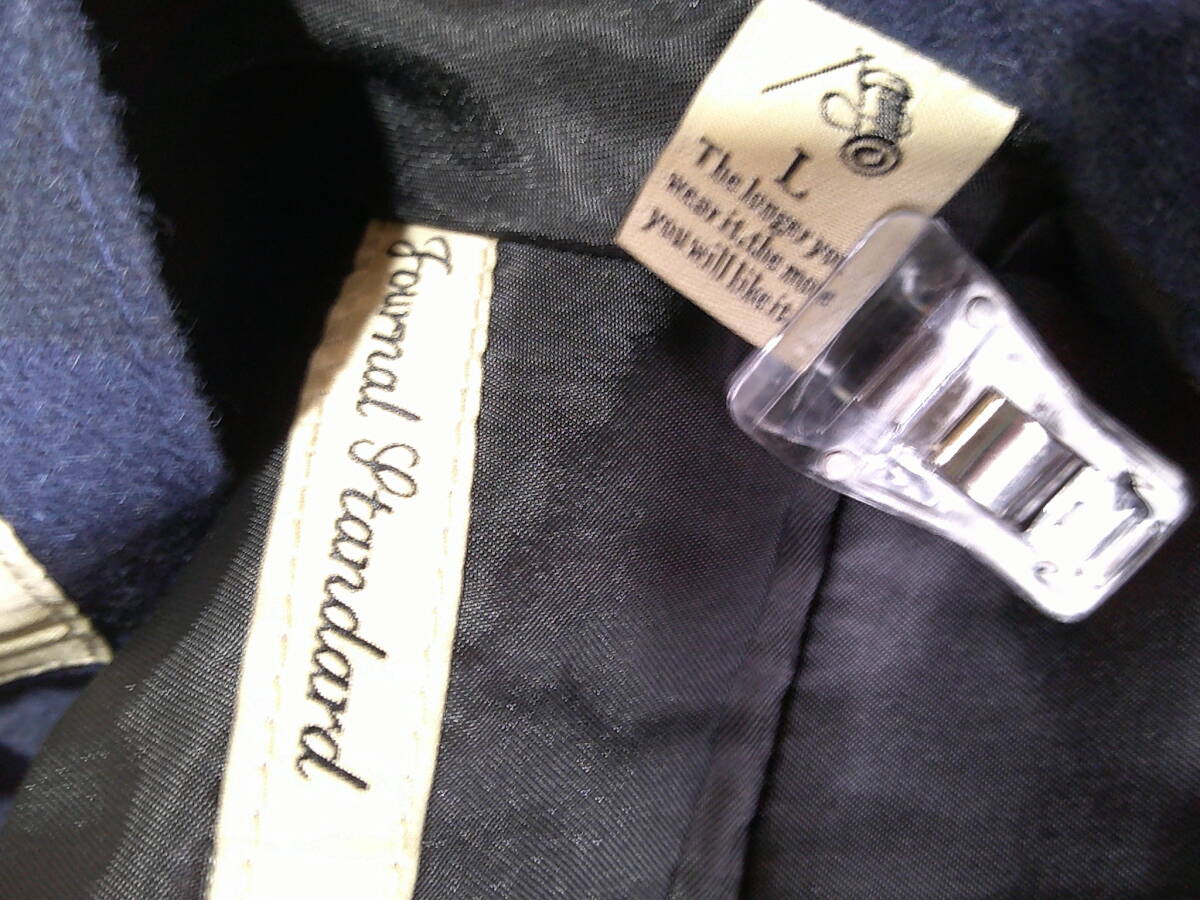 Journal Standard
L
The longer you
wear it, the more
you will like it.